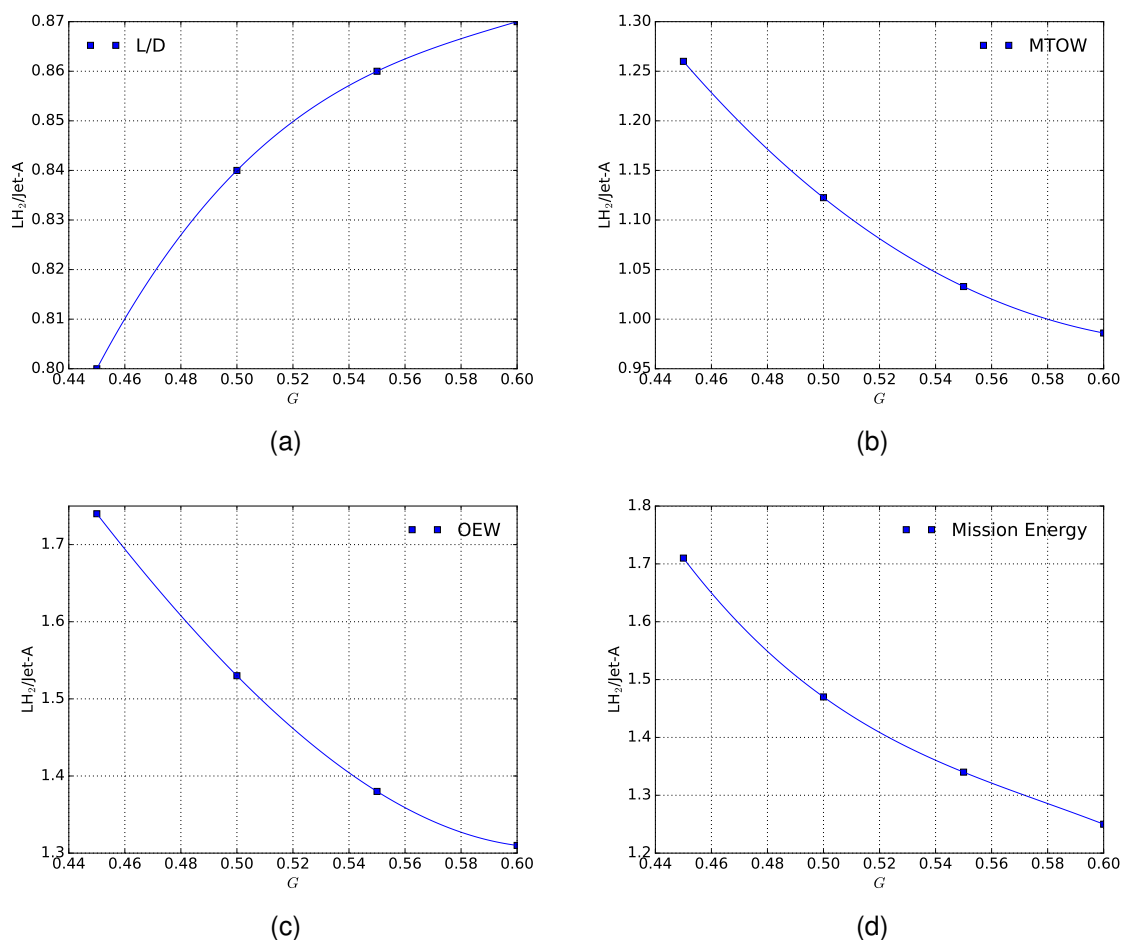 0.87
0.86
0.85
0.84
0.83
0.82
0.81
0.80
LH₂/Jet-A
L/D
0.44 0.46 0.48 0.50 0.52 0.54 0.56 0.58 0.60
G
(a)
1.30
1.25
1.20
1.15
1.10
1.05
1.00
0.95
LH₂/Jet-A
MTOW
0.44 0.46 0.48 0.50 0.52 0.54 0.56 0.58 0.60
G
(b)
1.7
1.6
1.5
1.4
1.3
LH₂/Jet-A
OEW
0.44 0.46 0.48 0.50 0.52 0.54 0.56 0.58 0.60
G
(c)
1.8
1.7
1.6
1.5
1.4
1.3
1.2
LH₂/Jet-A
Mission Energy
0.44 0.46 0.48 0.50 0.52 0.54 0.56 0.58 0.60
G
(d)